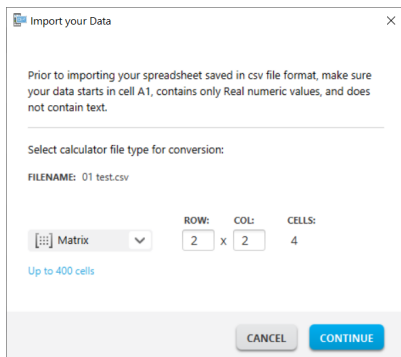 Import your Data
Prior to importing your spreadsheet saved in csv file format, make sure
your data starts in cell A1, contains only Real numeric values, and does
not contain text.
Select calculator file type for conversion:
FILENAME: 01 test.csv
ROW: COL: CELLS:
Matrix 2 x 2 4
Up to 400 cells
CANCEL CONTINUE